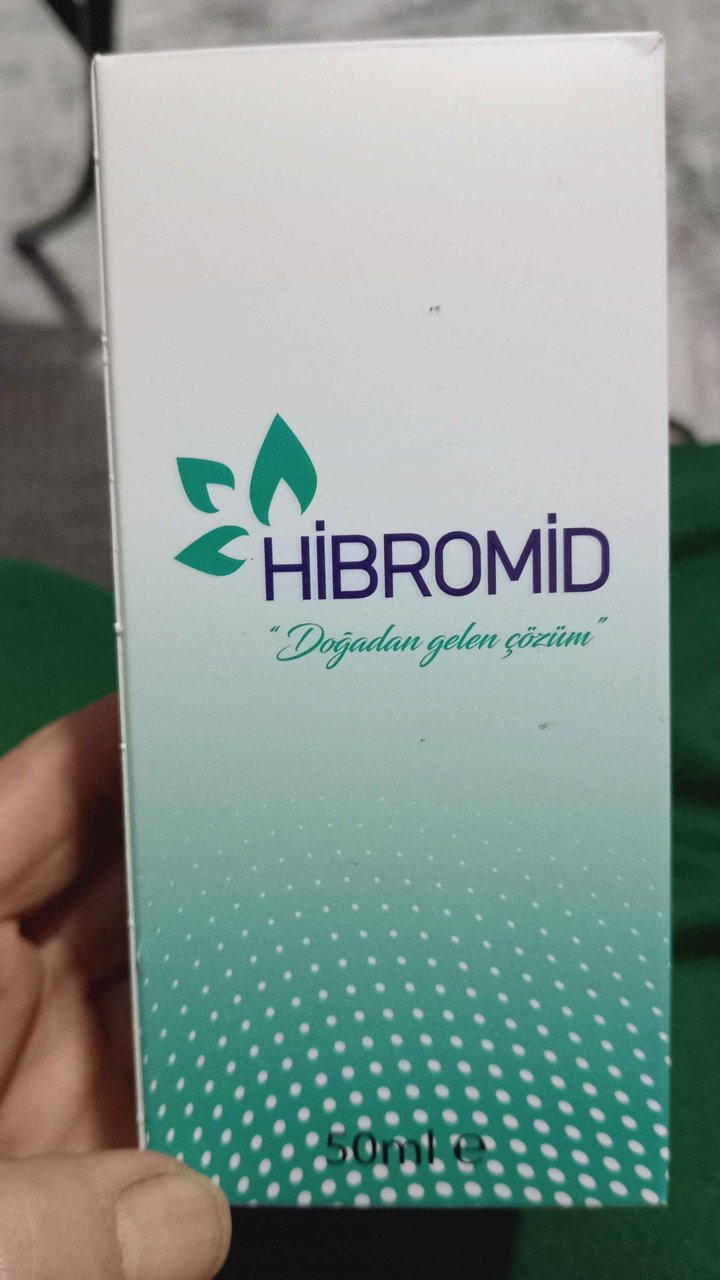 HİBROMİD
“Doğadan gelen çözüm”
50ml ℮